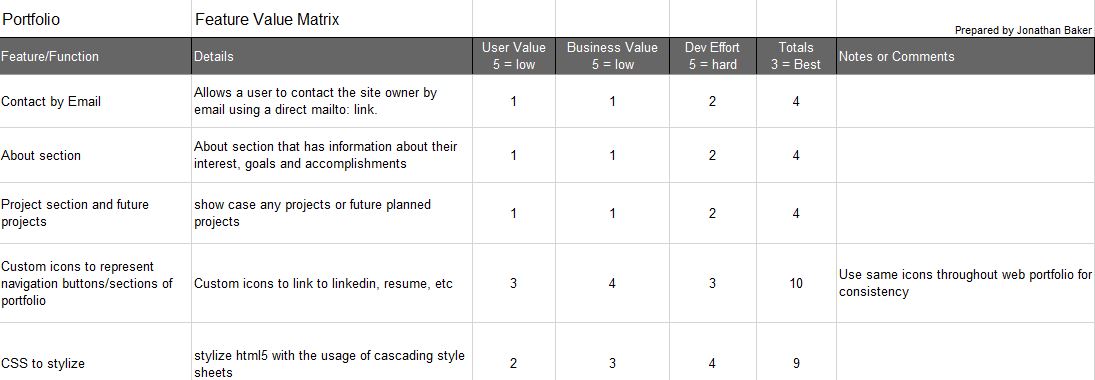 Portfolio Feature Value Matrix
Prepared by Jonathan Baker
Feature/Function Details User Value 5 = low Business Value 5 = low Dev Effort 5 = hard Totals 3 = Best Notes or Comments
Contact by Email
Allows a user to contact the site owner by
email using a direct mailto: link.
1 1 2 4
About section
About section that has information about their
interest, goals and accomplishments
1 1 2 4
Project section and future
projects
show case any projects or future planned
projects
1 1 2 4
Custom icons to represent
navigation buttons/sections of
portfolio
Custom icons to link to linkedin, resume, etc
3 4 3 10
Use same icons throughout web portfolio for
consistency
CSS to stylize
stylize html5 with the usage of cascading style
sheets
2 3 4 9